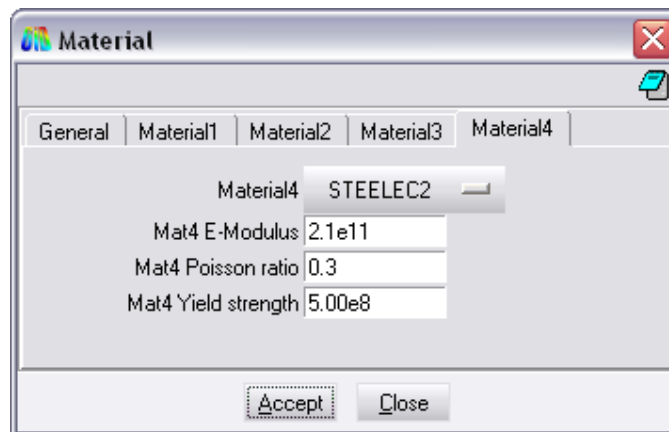 Material
General Material1 Material2 Material3 Material4
Material4 STEELEC2
Mat4 E-Modulus 2.1e11
Mat4 Poisson ratio 0.3
Mat4 Yield strength 5.00e8
Accept Close